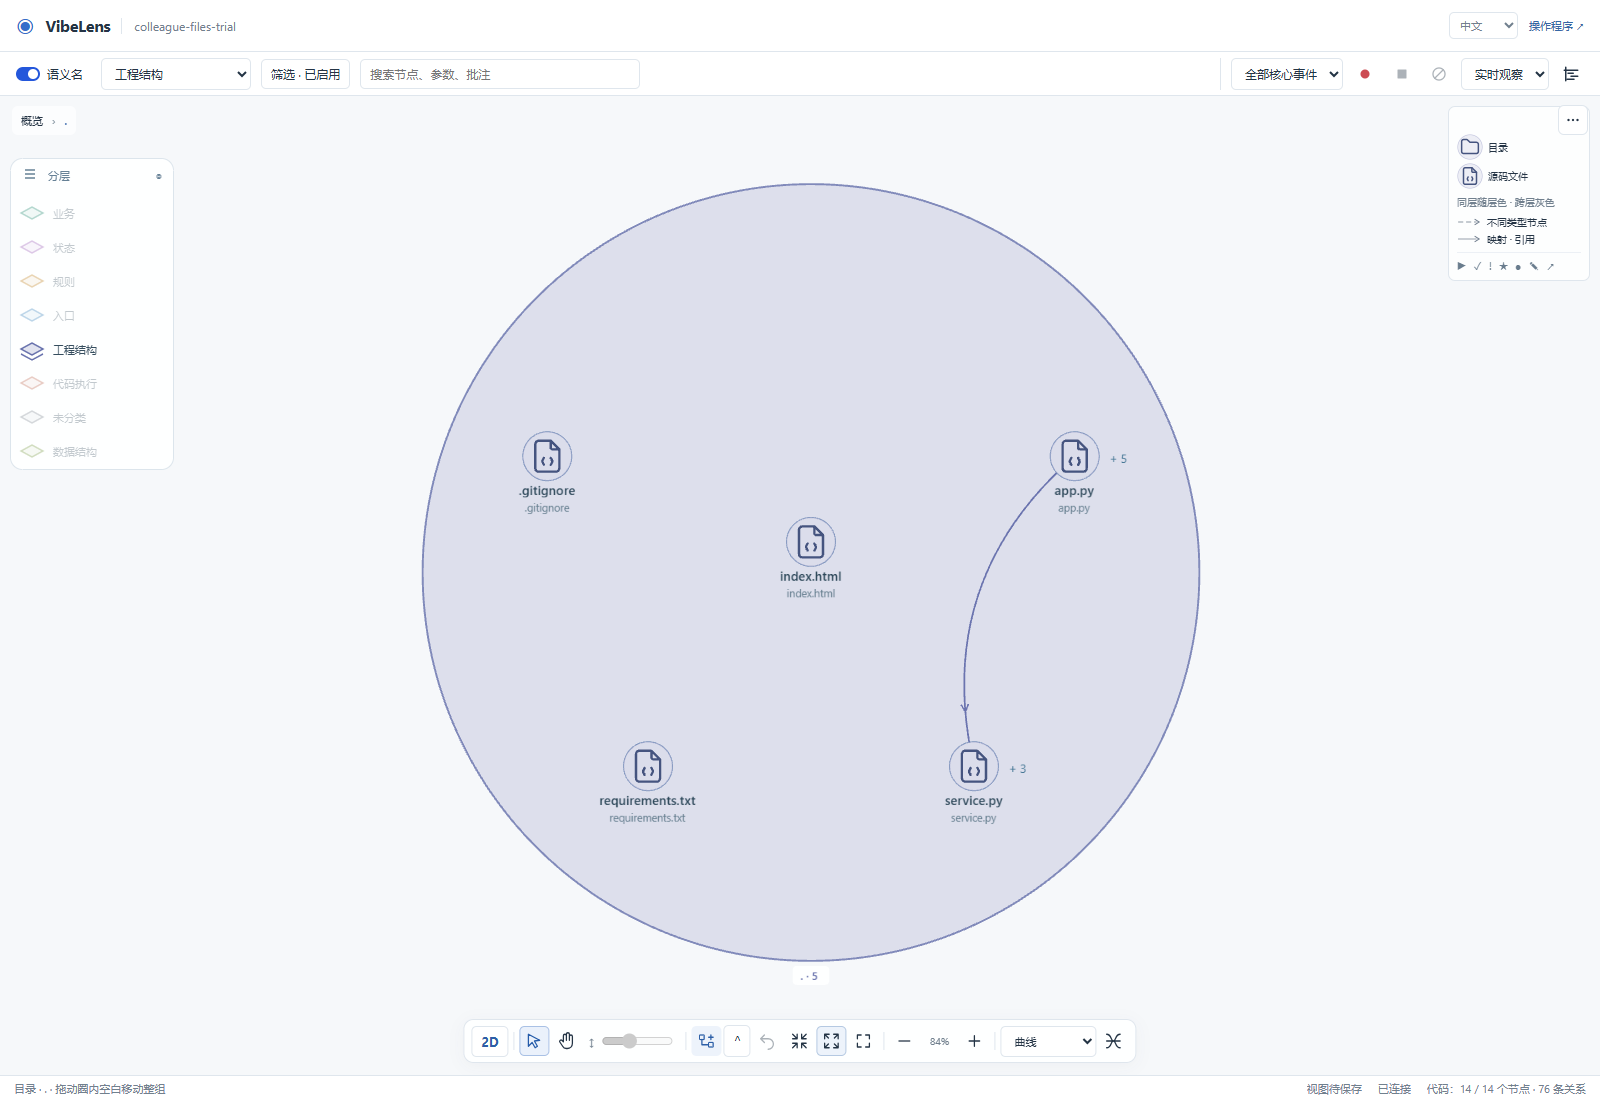 VibeLens
colleague-files-trial
中文
操作程序 ↗
语义名
工程结构
筛选 · 已启用
搜索节点、参数、批注
全部核心事件
实时观察
概览 › .
分层
业务
状态
规则
入口
工程结构
代码执行
未分类
数据结构
目录
源码文件
同层随层色 · 跨层灰色
不同类型节点
映射 · 引用
.gitignore
.gitignore
app.py
app.py
+ 5
index.html
index.html
requirements.txt
requirements.txt
service.py
service.py
+ 3
. · 5
2D
84%
曲线
目录 · . · 拖动圈内空白移动整组
视图待保存
已连接
代码：14 / 14 个节点 · 76 条关系